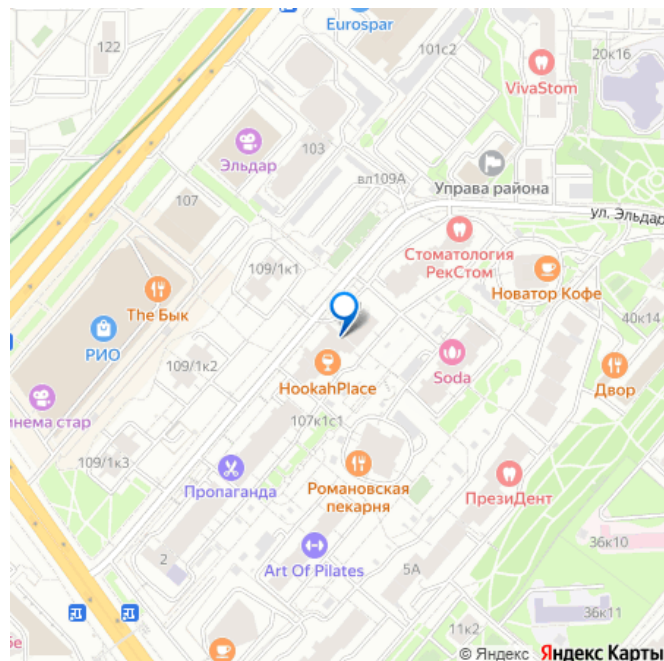 Eurospar
122
101с2
20к16
VivaStom
103
Эльдар
вл109А
Управа района
107
ул. Эльдар
Стоматология
РекСтом
109/1к1
Новатор Кофе
The Бык
40к14
РИО
109/1к2
HookahPlace
Soda
Двор
инема стар
107к1с1
109/1к3
Пропаганда
Романовская
пекарня
ПрезиДент
36к10
2
Art Of Pilates
5А
36к11
11к2
бе
© Яндекс Яндекс Карты